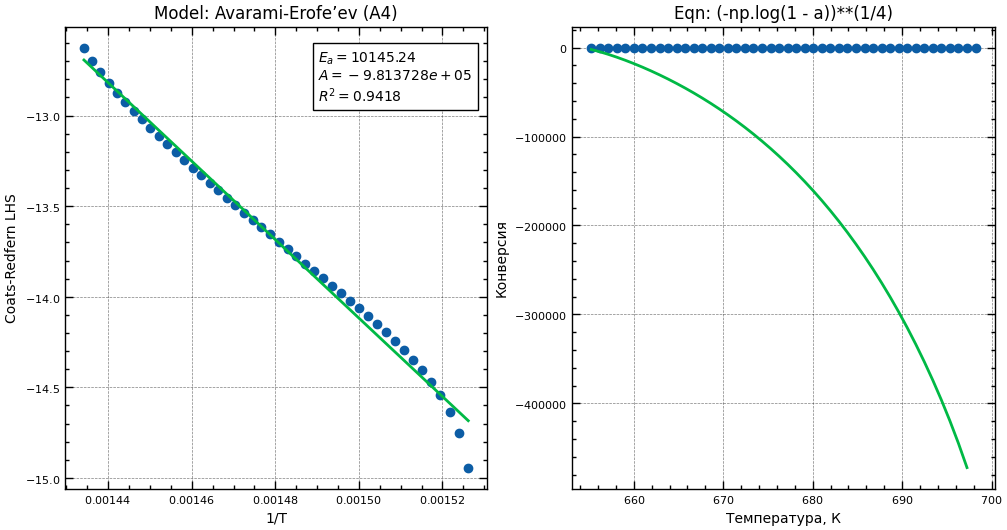 Model: Avarami-Erofe’ev (A4)
Eₐ = 10145.24
A = − 9.813728e + 05
R² = 0.9418
−13.0
−13.5
−14.0
−14.5
−15.0
Coats-Redfern LHS
0.00144
0.00146
0.00148
0.00150
0.00152
1/T
Eqn: (-np.log(1 - a))**(1/4)
0
−100000
−200000
−300000
−400000
Конверсия
660
670
680
690
700
Температура, К